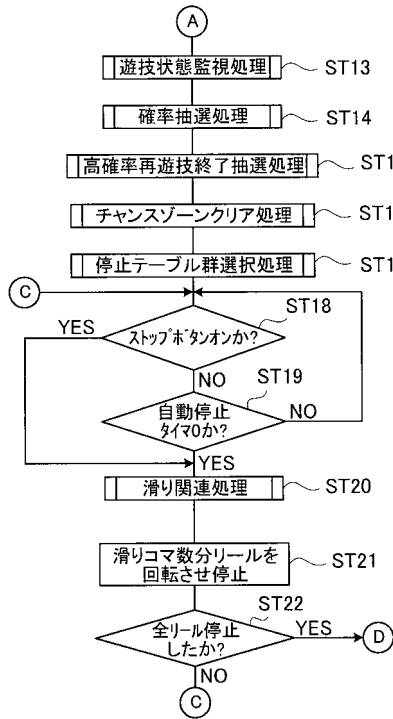 A
遊技状態監視処理 ST13
確率抽選処理 ST14
高確率再遊技終了抽選処理 ST1
チャンスゾーンクリア処理 ST1
停止テーブル群選択処理 ST1
C
ストップボタンオンか? ST18
YES
NO
自動停止 ST19
タイマ0か? NO
YES
滑り関連処理 ST20
滑りコマ数分リールを ST21
回転させ停止
全リール停止 ST22
したか? YES D
NO
C